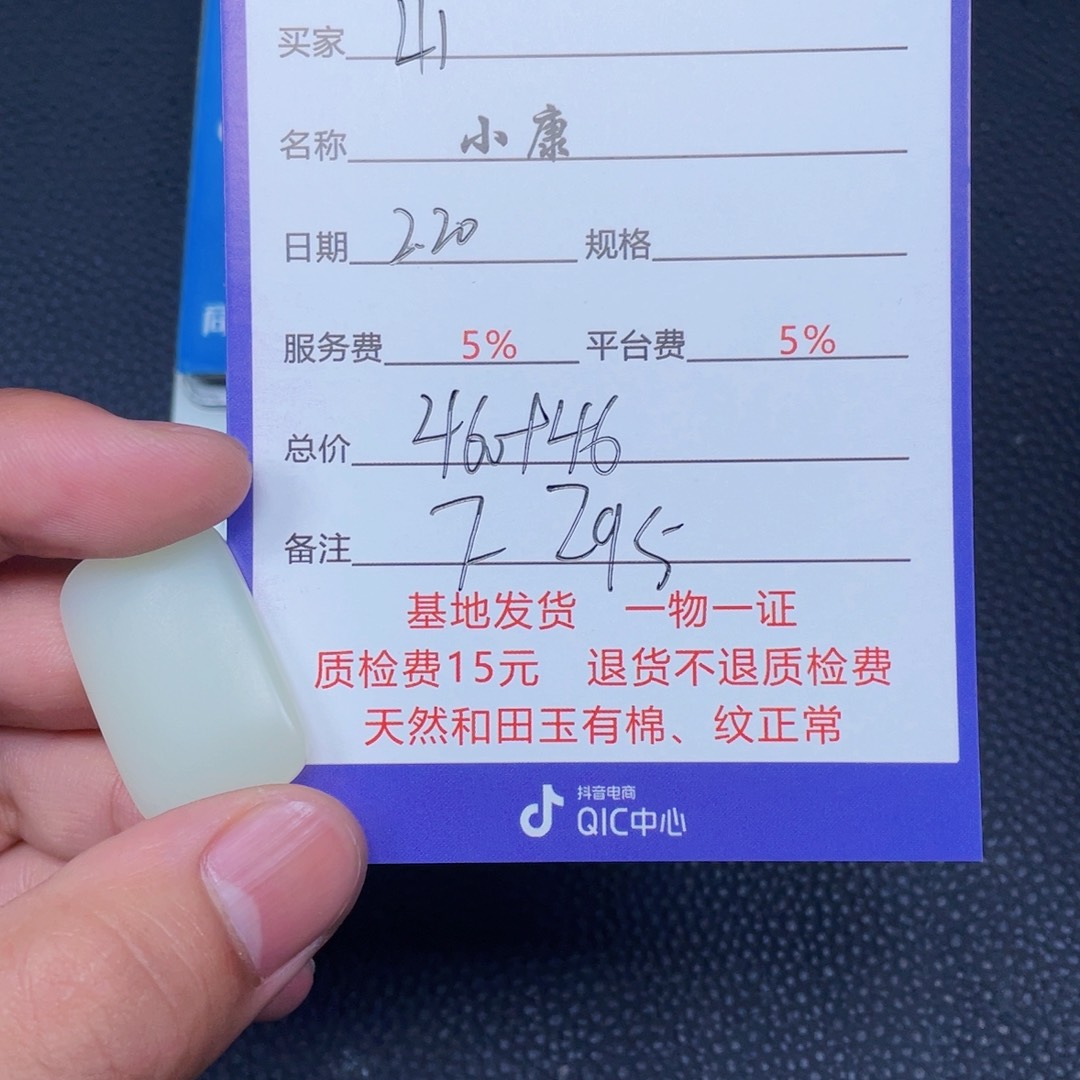 买家 41
名称 小康
日期 2.20 规格
服务费 5% 平台费 5%
总价 460+46
备注 7 295
基地发货 一物一证
质检费15元 退货不退质检费
天然和田玉有棉、纹正常
抖音电商
QIC中心